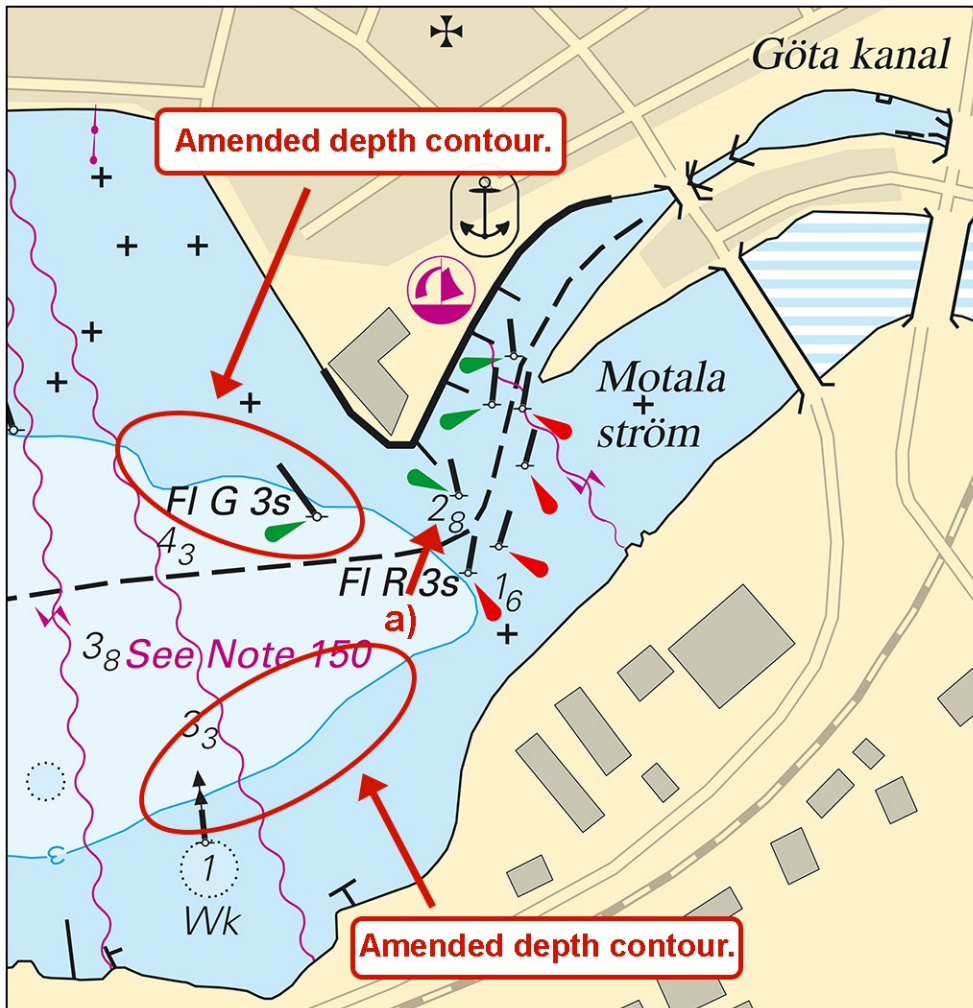 Göta kanal
Amended depth contour.
Motala
ström
Fl G 3s
2₈
4₃
Fl R 3s
1₆
a)
3₈
See Note 150
3₃
3
1
Wk
Amended depth contour.